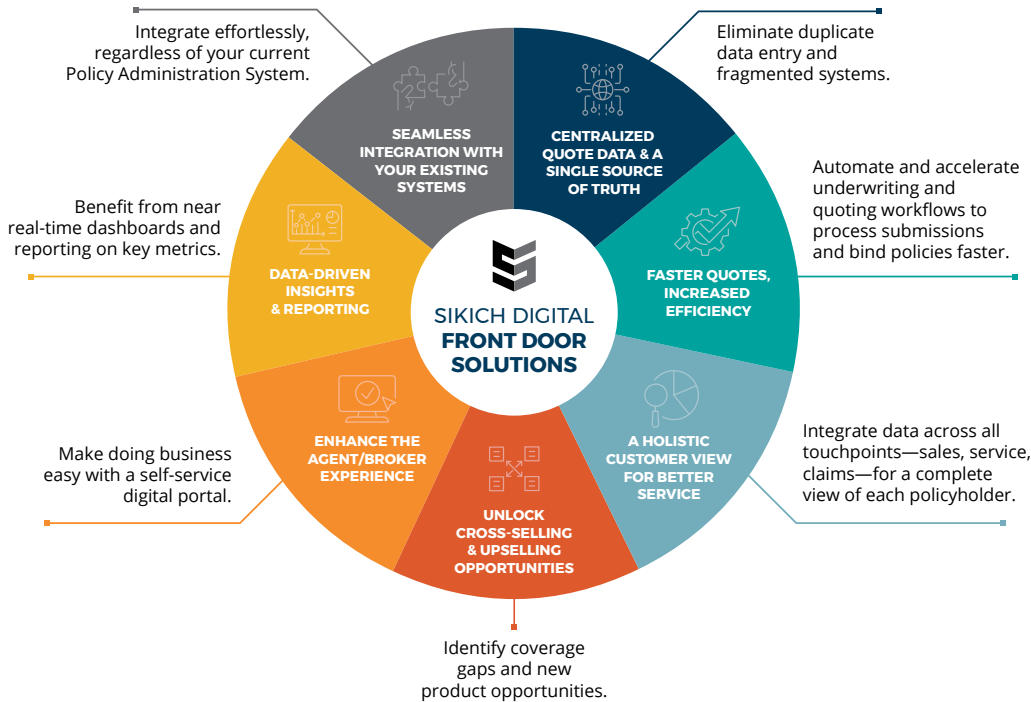 SIKICH DIGITAL
FRONT DOOR
SOLUTIONS
CENTRALIZED
QUOTE DATA & A
SINGLE SOURCE
OF TRUTH
Eliminate duplicate
data entry and
fragmented systems.
FASTER QUOTES,
INCREASED
EFFICIENCY
Automate and accelerate
underwriting and
quoting workflows to
process submissions
and bind policies faster.
A HOLISTIC
CUSTOMER VIEW
FOR BETTER
SERVICE
Integrate data across all
touchpoints—sales, service,
claims—for a complete
view of each policyholder.
UNLOCK
CROSS-SELLING
& UPSELLING
OPPORTUNITIES
Identify coverage
gaps and new
product opportunities.
ENHANCE THE
AGENT/BROKER
EXPERIENCE
Make doing business
easy with a self-service
digital portal.
DATA-DRIVEN
INSIGHTS
& REPORTING
Benefit from near
real-time dashboards and
reporting on key metrics.
SEAMLESS
INTEGRATION WITH
YOUR EXISTING
SYSTEMS
Integrate effortlessly,
regardless of your current
Policy Administration System.